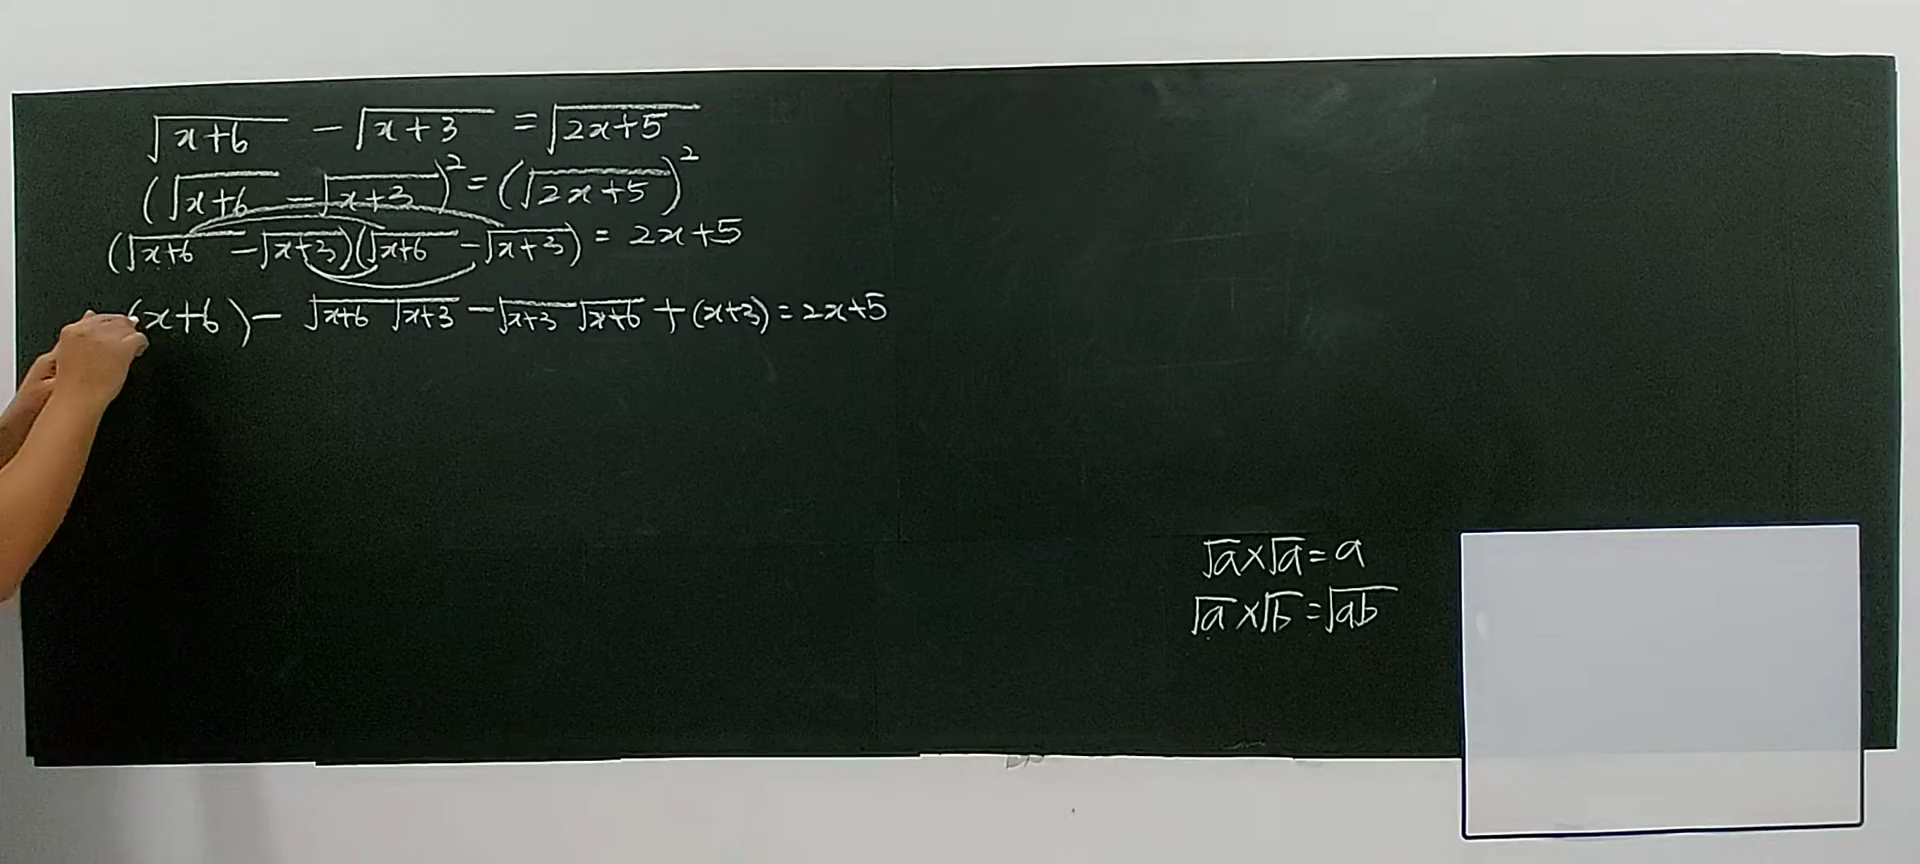 √(x+6) - √(x+3) = √(2x+5)
(√(x+6) - √(x+3))² = (√(2x+5))²
(√(x+6) - √(x+3))(√(x+6) - √(x+3)) = 2x+5
(x+6) - √(x+6) √(x+3) - √(x+3) √(x+6) + (x+3) = 2x+5
√a × √a = a
√a × √b = √ab